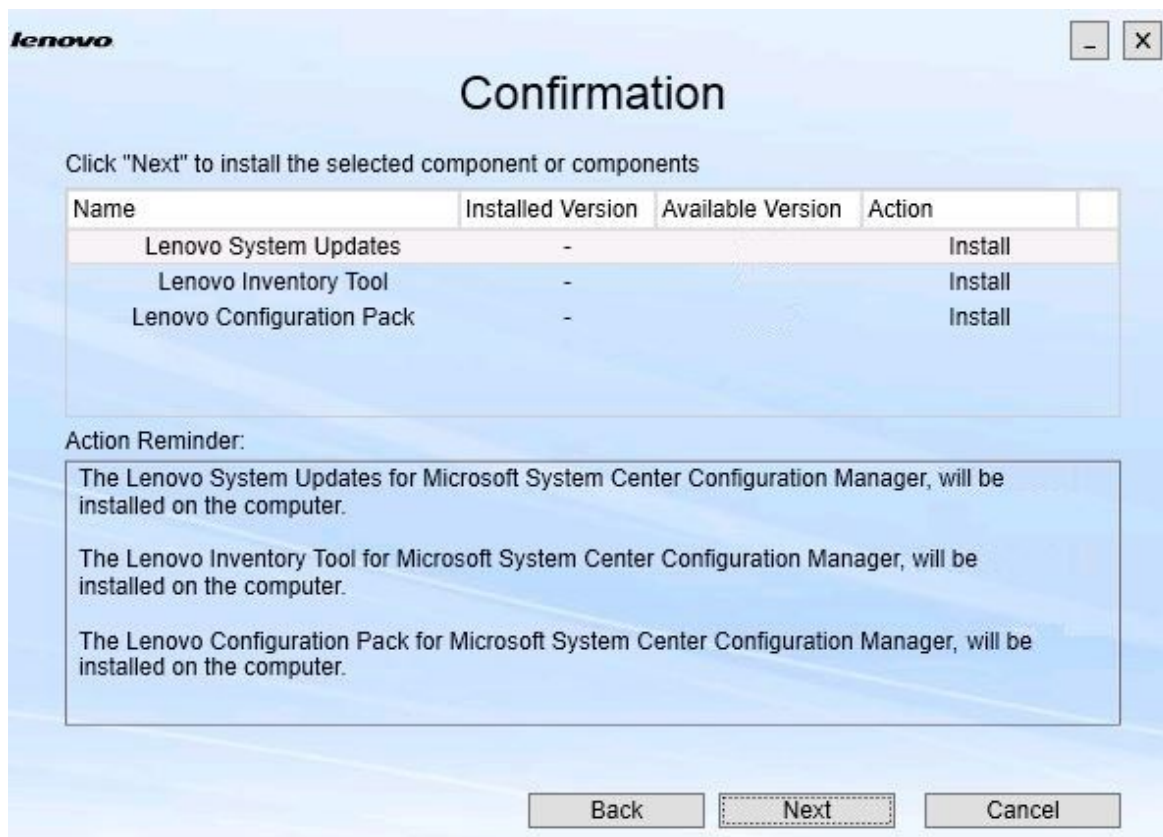 lenovo
_ X
Confirmation
Click "Next" to install the selected component or components
Name Installed Version Available Version Action
Lenovo System Updates - Install
Lenovo Inventory Tool - Install
Lenovo Configuration Pack - Install
Action Reminder:
The Lenovo System Updates for Microsoft System Center Configuration Manager, will be
installed on the computer.
The Lenovo Inventory Tool for Microsoft System Center Configuration Manager, will be
installed on the computer.
The Lenovo Configuration Pack for Microsoft System Center Configuration Manager, will be
installed on the computer.
Back Next Cancel